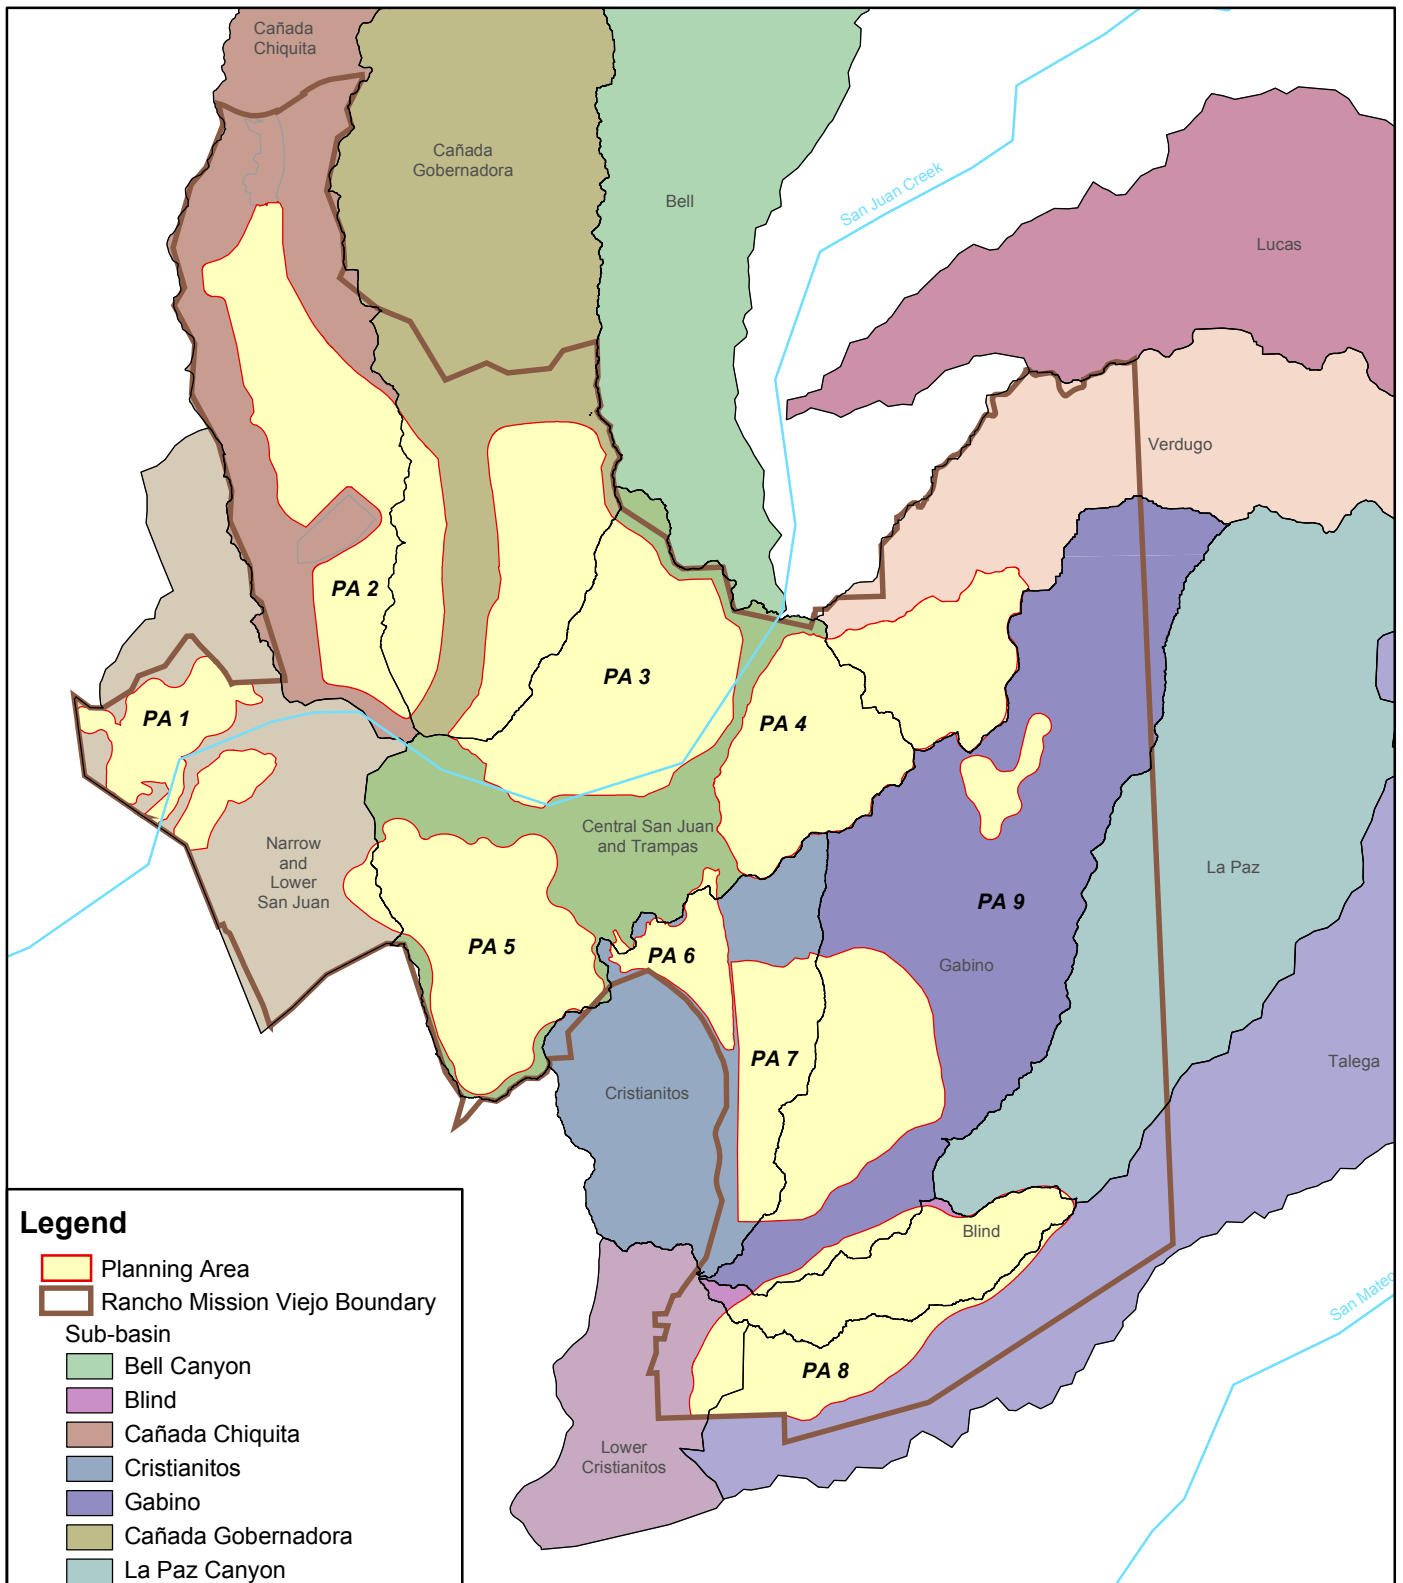 Cañada
Chiquita
Cañada
Gobernadora
Bell
San Juan Creek
Lucas
Verdugo
PA 2
PA 3
PA 1
PA 4
Central San Juan
and Trampas
Narrow
and
Lower
San Juan
La Paz
PA 9
PA 5
PA 6
Gabino
PA 7
Talega
Cristianitos
Blind
San Mateo
PA 8
Lower
Cristianitos
Legend
Planning Area
Rancho Mission Viejo Boundary
Sub-basin
Bell Canyon
Blind
Cañada Chiquita
Cristianitos
Gabino
Cañada Gobernadora
La Paz Canyon